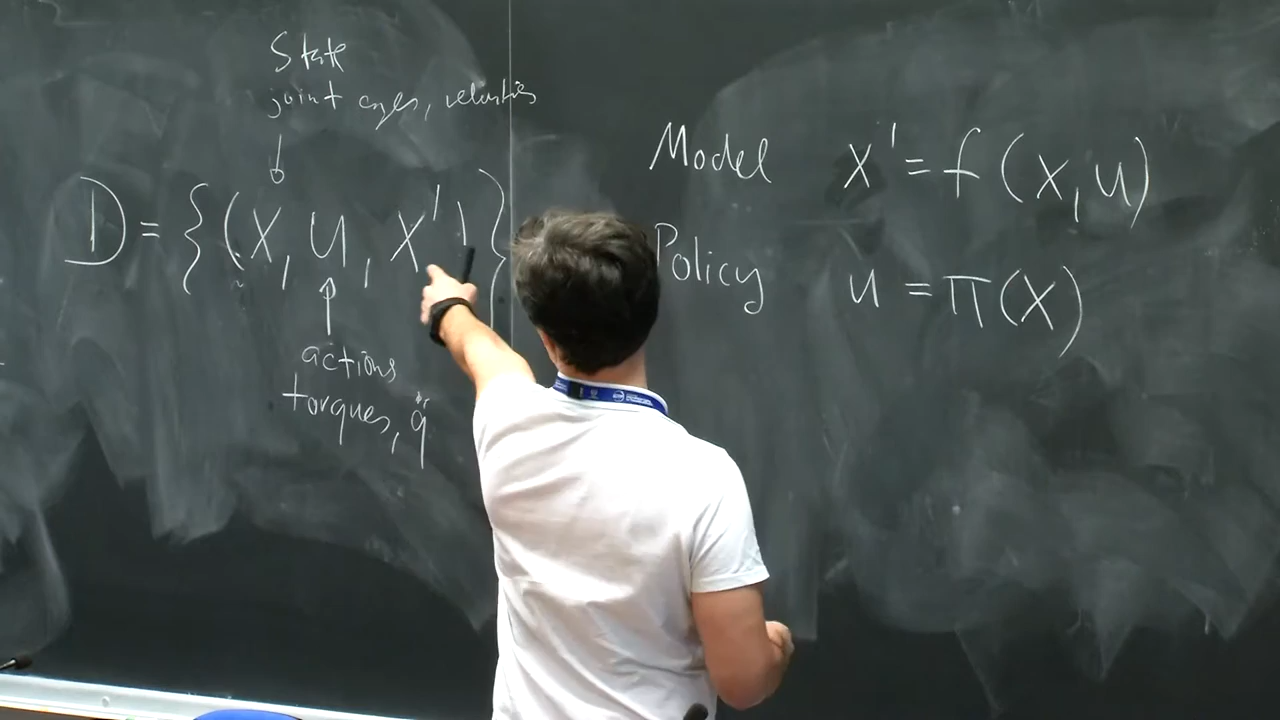 State
joint angles, velocities
D = { (x, u, x') }
actions
torques, q̈
Model x' = f(x, u)
Policy u = π(x)